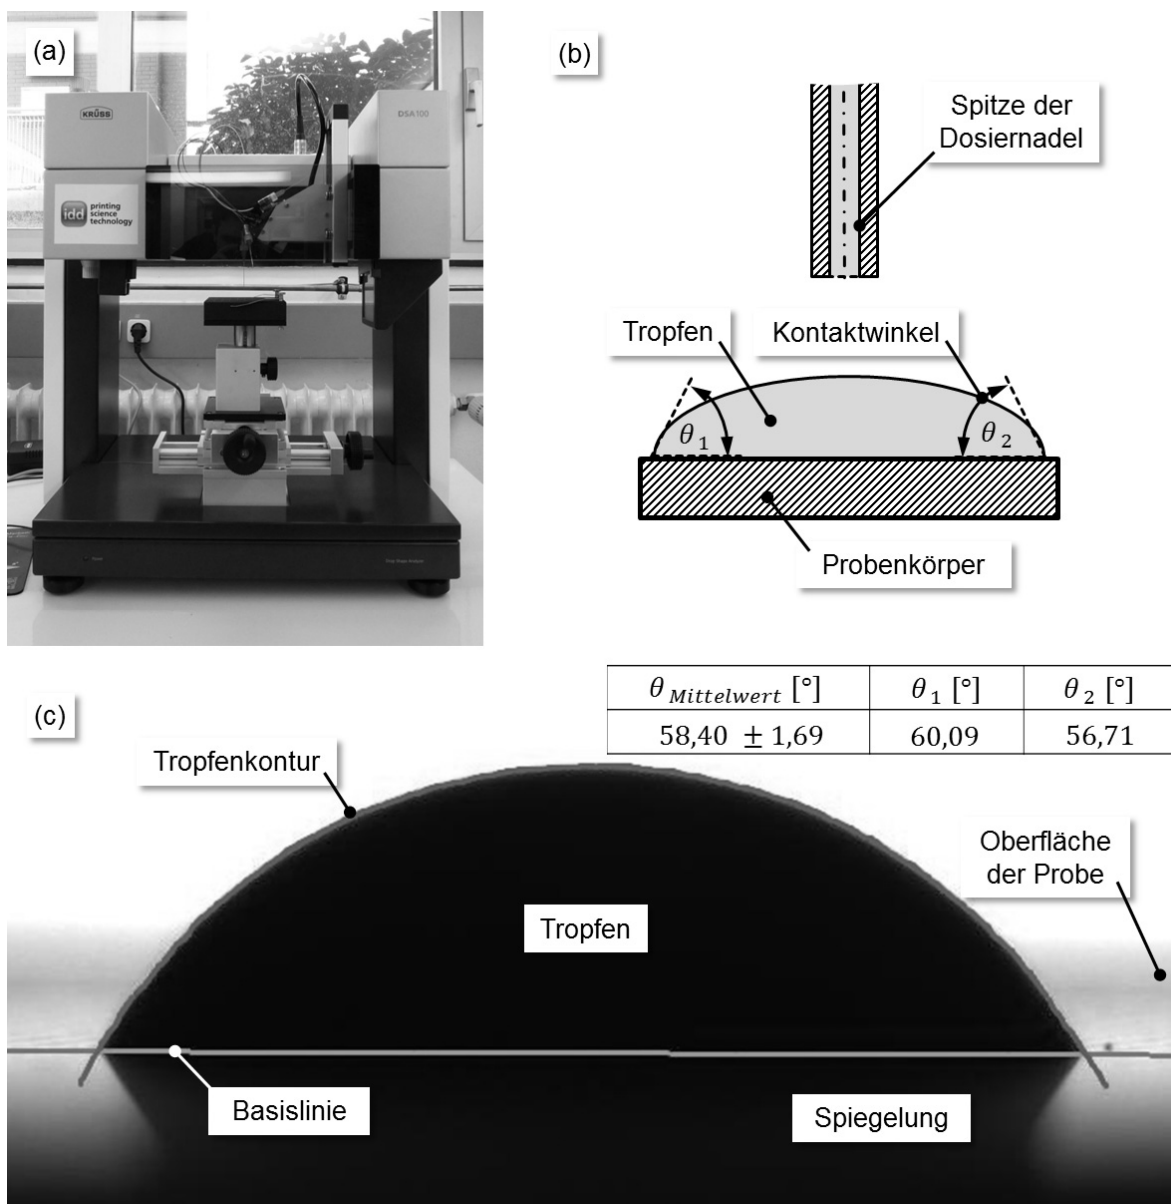 (a)
KRÜSS
DSA100
idd printing
science
technology
(b)
Spitze der
Dosiernadel
Tropfen
Kontaktwinkel
θ1
θ2
Probenkörper
(c)
θMittelwert [°] θ1 [°] θ2 [°]
58,40 ± 1,69 60,09 56,71
Tropfenkontur
Oberfläche
der Probe
Tropfen
Basislinie
Spiegelung